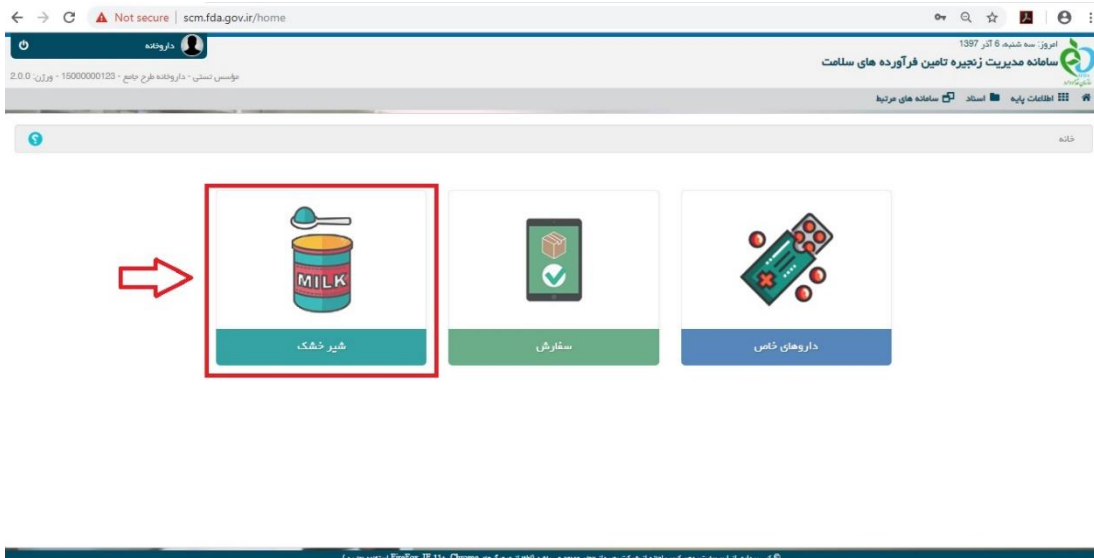 Not secure | scm.fda.gov.ir/home
امروز: سه شنبه، 6 آذر 1397
سامانه مدیریت زنجیره تامین فرآورده های سلامت
داروخانه
مؤسس تستی - داروخانه طرح جامع - 15000000123 - ورژن: 2.0.0
اطلاعات پایه اسناد سامانه های مرتبط
خانه
داروهای خاص
سفارش
شیر خشک
MILK